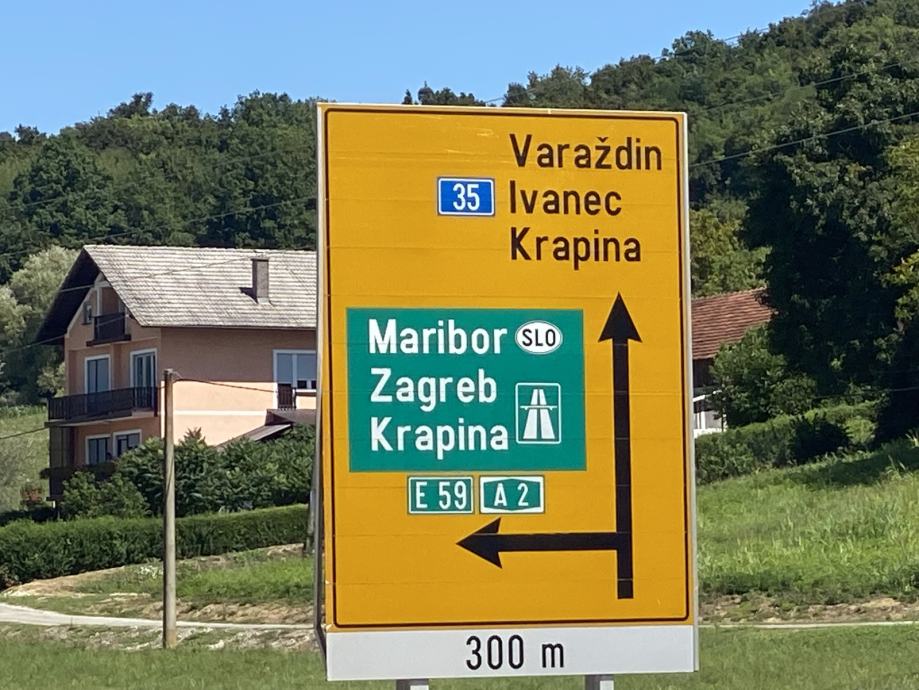 Varaždin
35 Ivanec
Krapina
Maribor SLO
Zagreb
Krapina
E 59 A 2
300 m